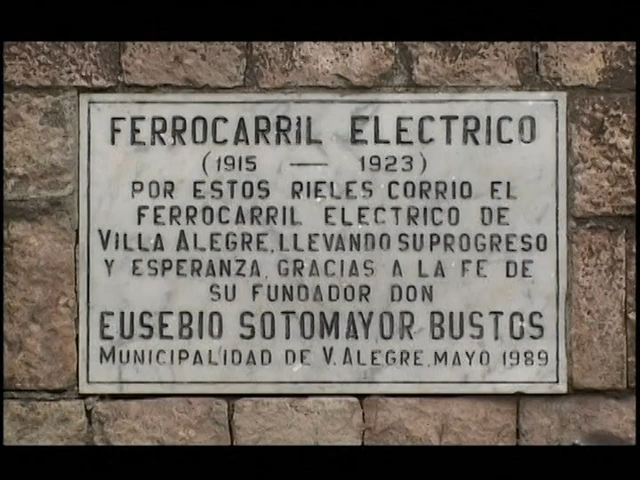 FERROCARRIL ELECTRICO
(1915 — 1923)
POR ESTOS RIELES CORRIO EL
FERROCARRIL ELECTRICO DE
VILLA ALEGRE, LLEVANDO SU PROGRESO
Y ESPERANZA, GRACIAS A LA FE DE
SU FUNDADOR DON
EUSEBIO SOTOMAYOR BUSTOS
MUNICIPALIDAD DE V. ALEGRE, MAYO 1989